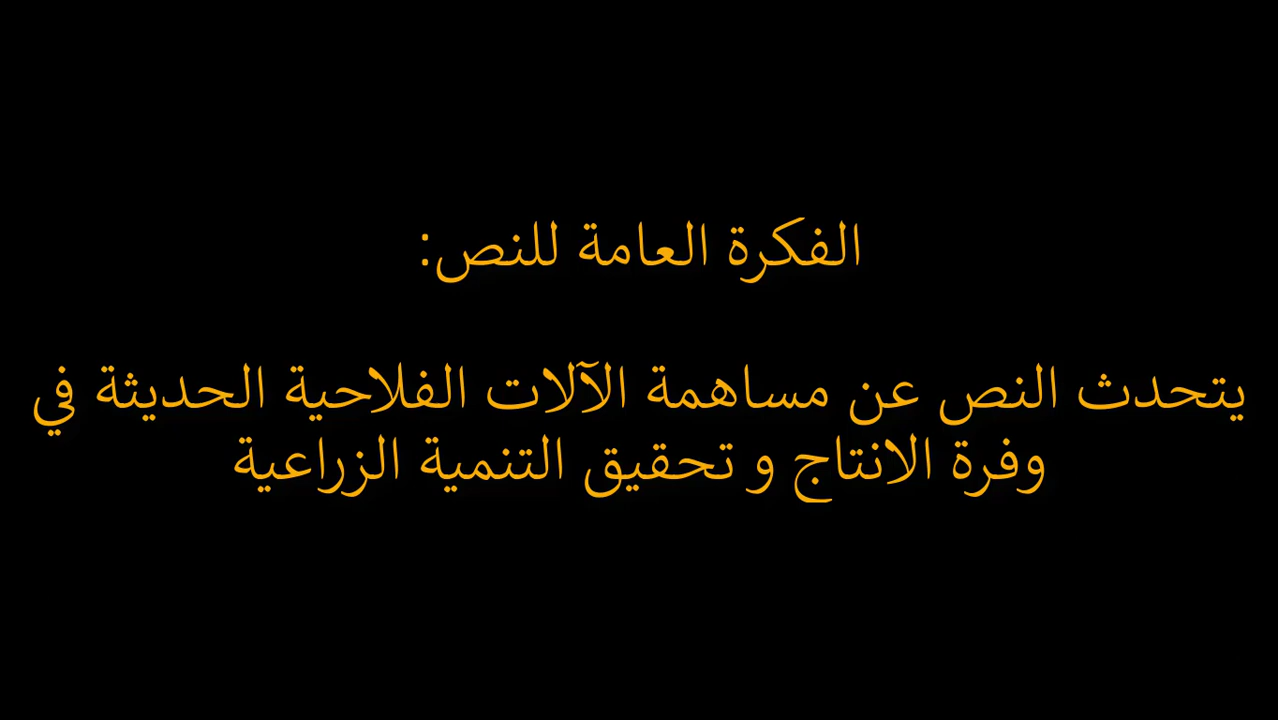 الفكرة العامة للنص:
يتحدث النص عن مساهمة الآلات الفلاحية الحديثة في
وفرة الانتاج و تحقيق التنمية الزراعية